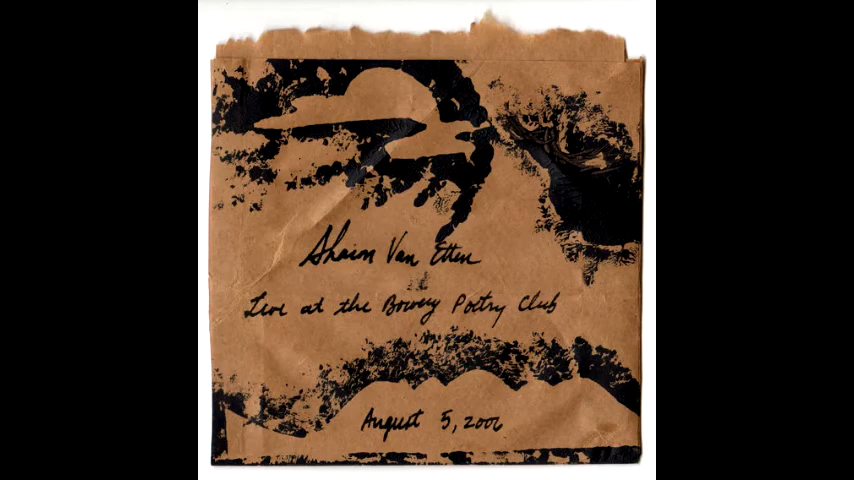 Sharon Van Etten
Live at the Bowery Poetry Club
August 5, 2006